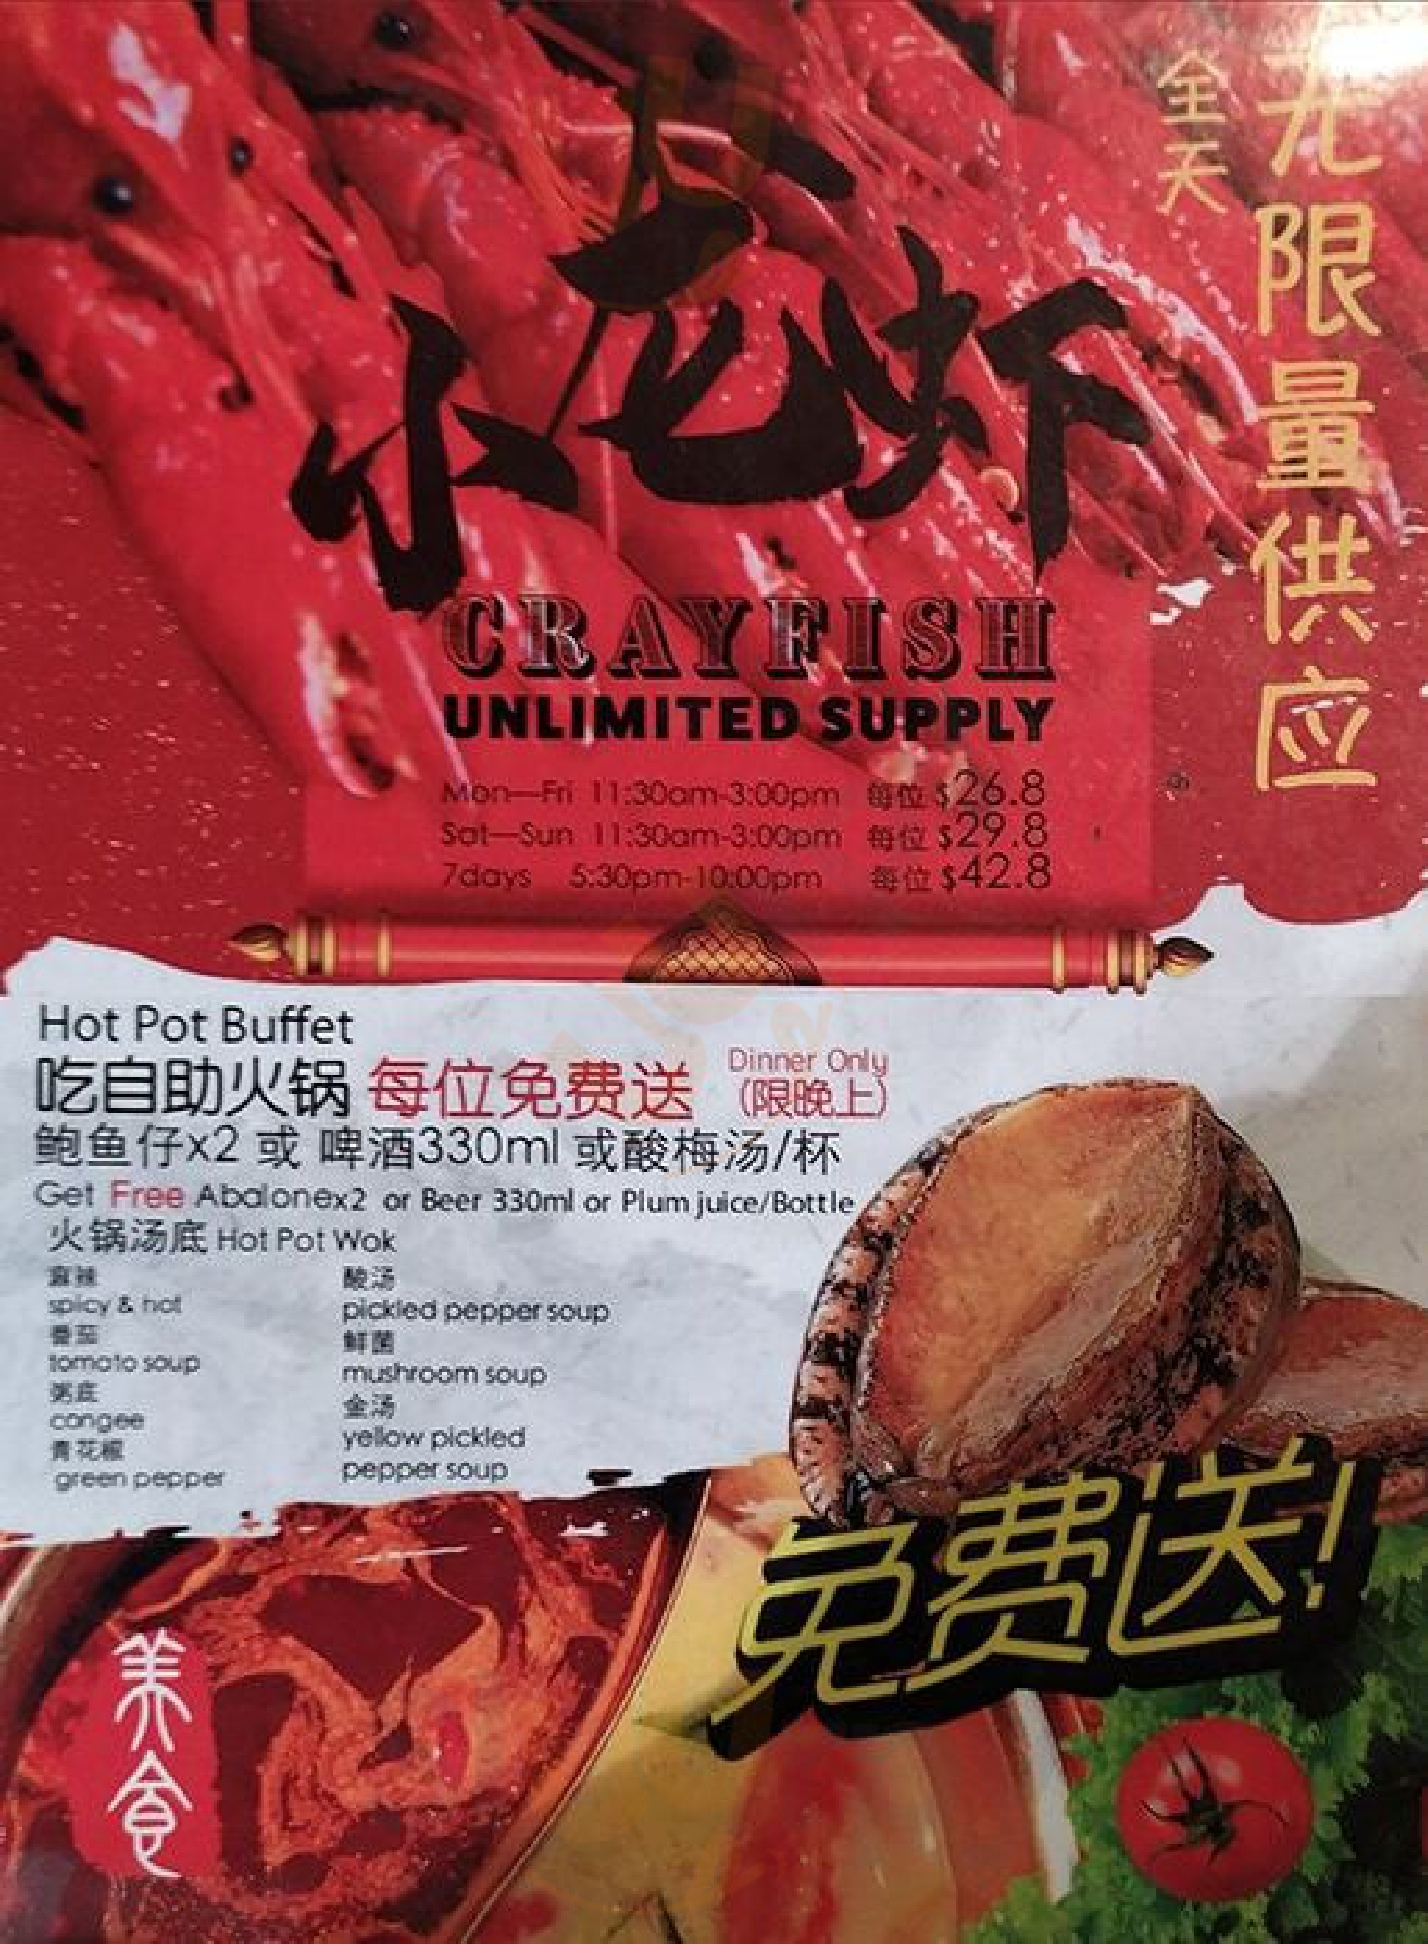 全天
无限量供应
小龙虾
CRAYFISH
UNLIMITED SUPPLY
Mon—Fri 11:30am-3:00pm 每位 $26.8
Sat—Sun 11:30am-3:00pm 每位 $29.8
7days 5:30pm-10:00pm 每位 $42.8
Hot Pot Buffet
吃自助火锅 每位免费送 Dinner Only
(限晚上)
鲍鱼仔x2 或 啤酒330ml 或酸梅汤/杯
Get Free Abalonex2 or Beer 330ml or Plum juice/Bottle
火锅汤底 Hot Pot Wok
麻辣
spicy & hot
番茄
tomato soup
粥底
congee
青花椒
green pepper
酸汤
pickled pepper soup
鲜菌
mushroom soup
金汤
yellow pickled
pepper soup
免费送!
美食